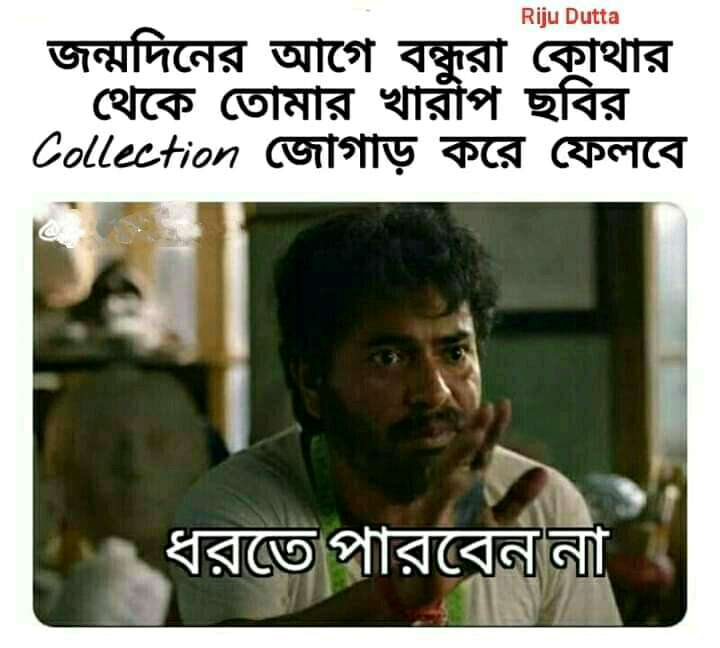 Riju Dutta
জন্মদিনের আগে বন্ধুরা কোথার
থেকে তোমার খারাপ ছবির
Collection জোগাড় করে ফেলবে
ধরতে পারবেন না